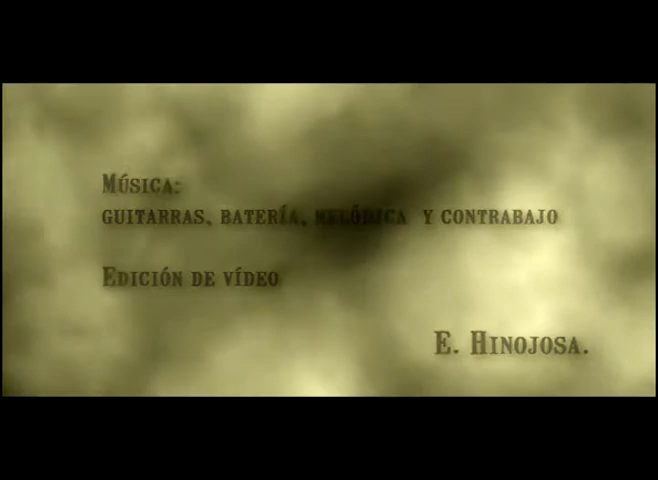 Música:
guitarras, batería, melódica y contrabajo
Edición de vídeo
E. Hinojosa.